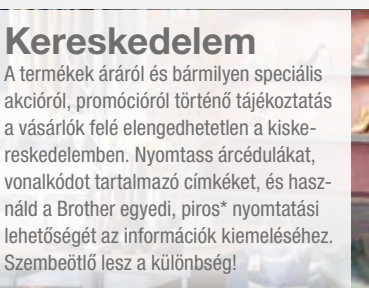 Kereskedelem
A termékek áráról és bármilyen speciális
akcióról, promócióról történő tájékoztatás
a vásárlók felé elengedhetetlen a kiske-
reskedelemben. Nyomtass árcédulákat,
vonalkódot tartalmazó címkéket, és hasz-
náld a Brother egyedi, piros* nyomtatási
lehetőségét az információk kiemeléséhez.
Szembeötlő lesz a különbség!